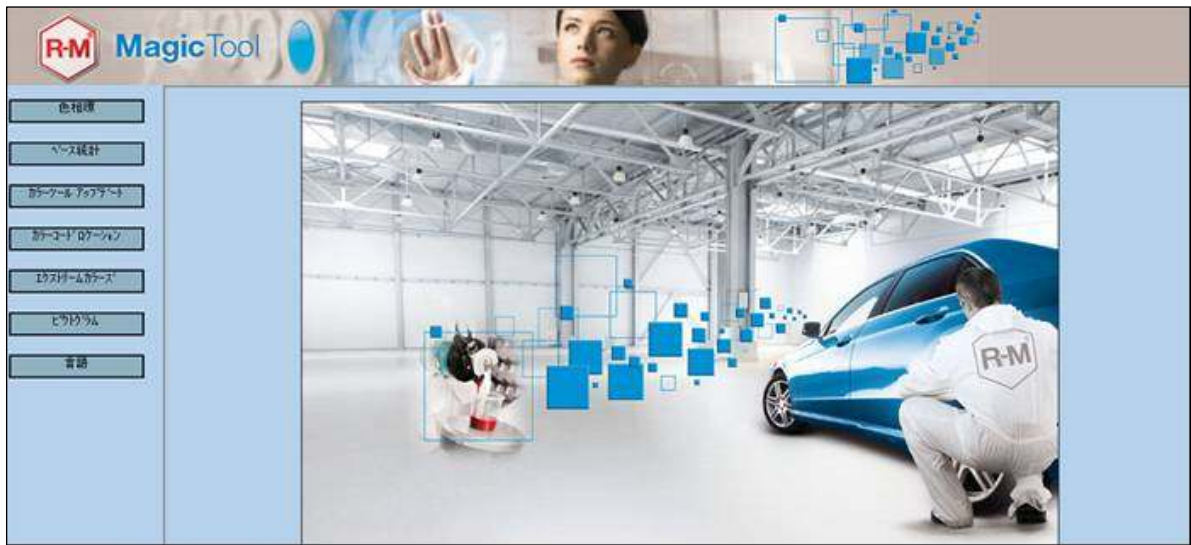 R-M
MagicTool
色相環
ﾍﾞｰｽ統計
ｶﾗｰﾂｰﾙ ｱｯﾌﾟﾃﾞｰﾄ
ｶﾗｰｺｰﾄﾞ ﾛｹｰｼｮﾝ
ｴｸｽﾄﾘｰﾑｶﾗｰｽﾞ
ﾋﾟｸﾄｸﾞﾗﾑ
言語
R-M